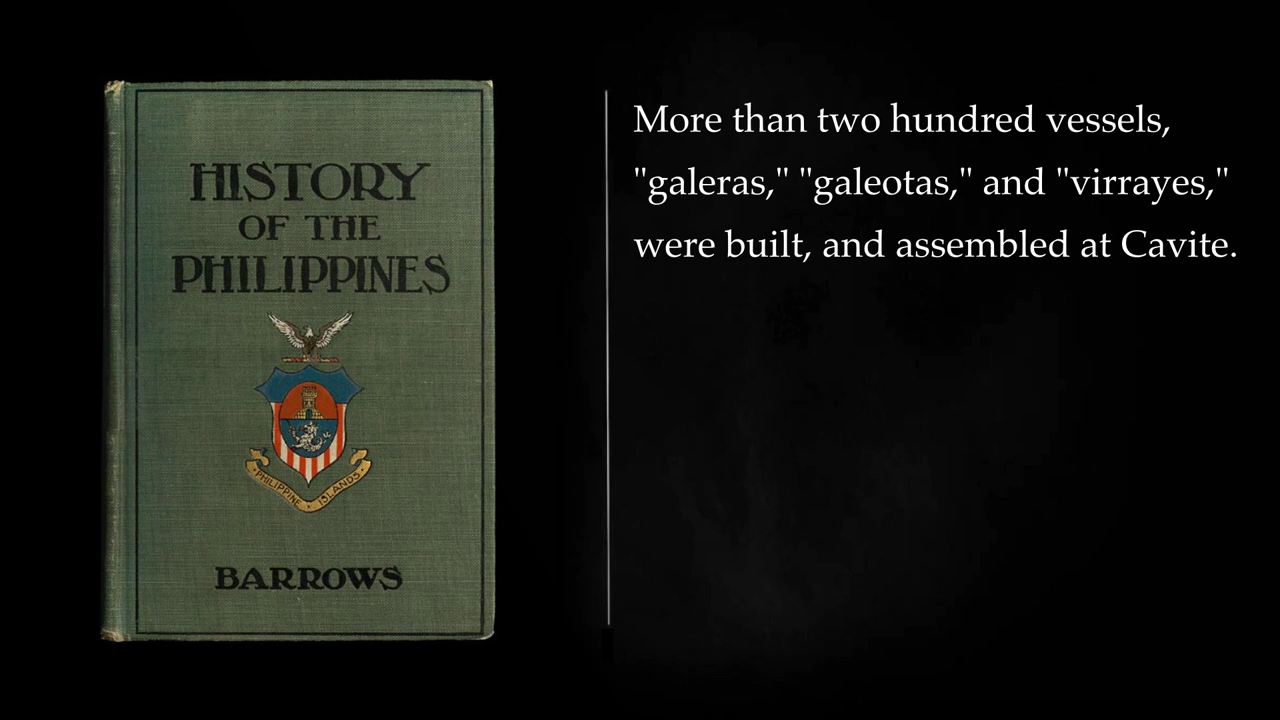 HISTORY
OF THE
PHILIPPINES
PHILIPPINE ISLANDS
BARROWS
More than two hundred vessels,
"galeras," "galeotas," and "virrayes,"
were built, and assembled at Cavite.